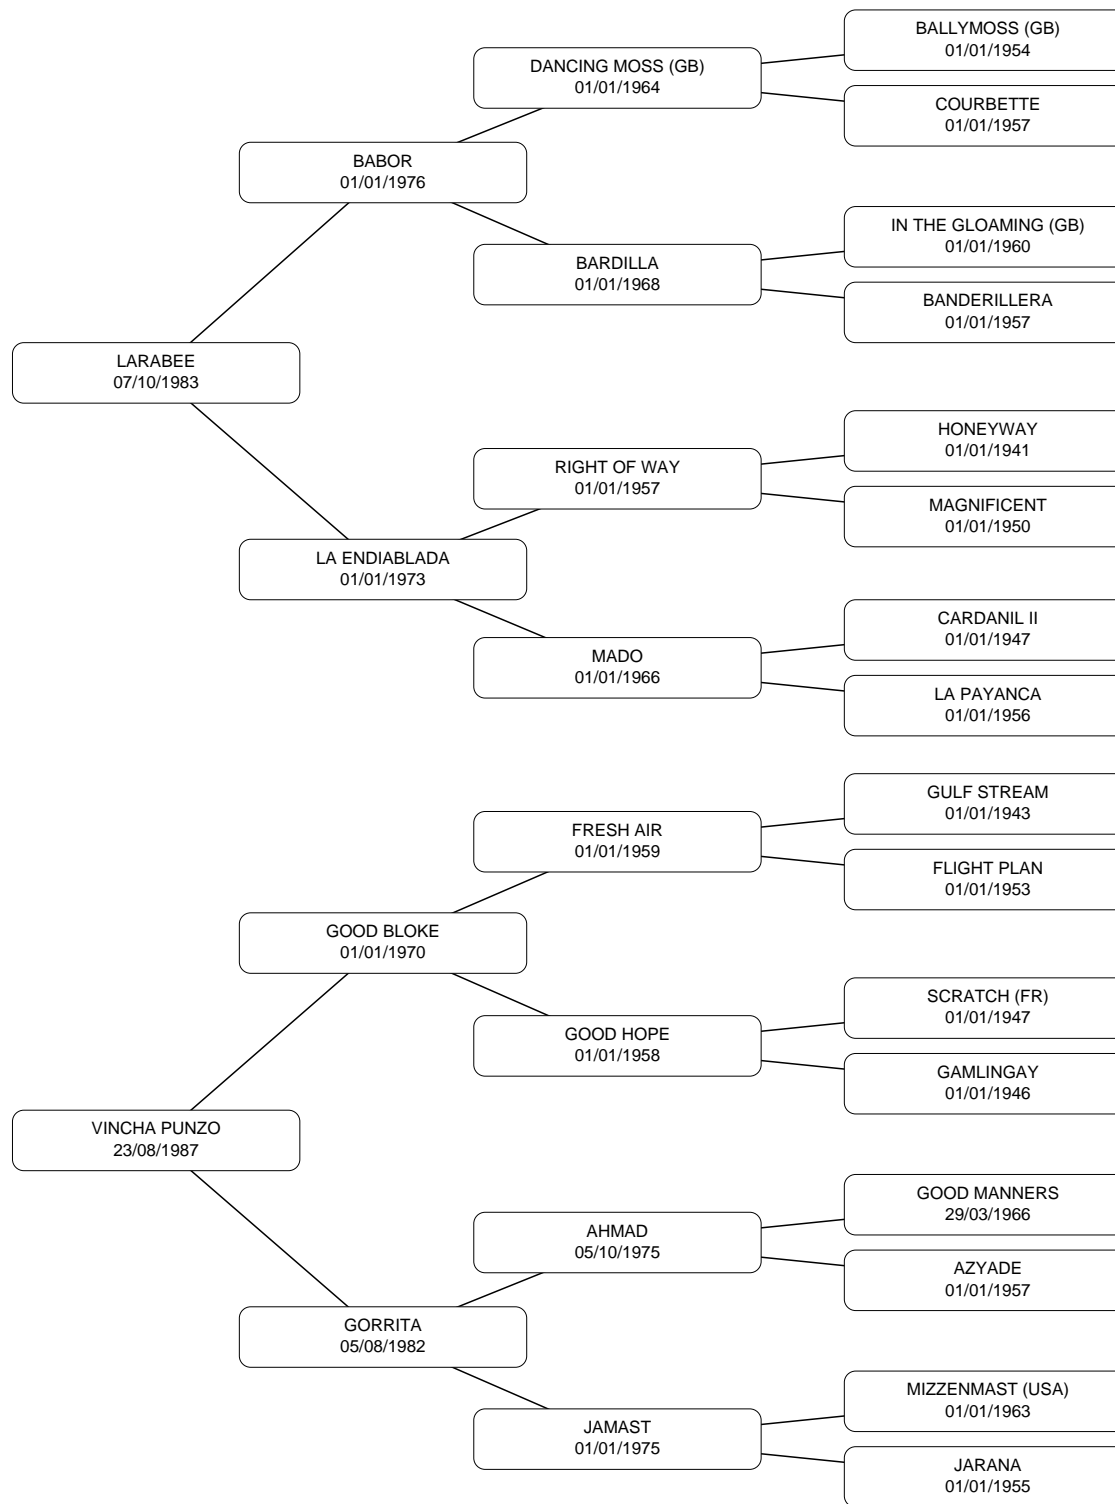 BALLYMOSS (GB)
01/01/1954
DANCING MOSS (GB)
01/01/1964
COURBETTE
01/01/1957
BABOR
01/01/1976
IN THE GLOAMING (GB)
01/01/1960
BARDILLA
01/01/1968
BANDERILLERA
01/01/1957
LARABEE
07/10/1983
HONEYWAY
01/01/1941
RIGHT OF WAY
01/01/1957
MAGNIFICENT
01/01/1950
LA ENDIABLADA
01/01/1973
CARDANIL II
01/01/1947
MADO
01/01/1966
LA PAYANCA
01/01/1956
GULF STREAM
01/01/1943
FRESH AIR
01/01/1959
FLIGHT PLAN
01/01/1953
GOOD BLOKE
01/01/1970
SCRATCH (FR)
01/01/1947
GOOD HOPE
01/01/1958
GAMLINGAY
01/01/1946
VINCHA PUNZO
23/08/1987
GOOD MANNERS
29/03/1966
AHMAD
05/10/1975
AZYADE
01/01/1957
GORRITA
05/08/1982
MIZZENMAST (USA)
01/01/1963
JAMAST
01/01/1975
JARANA
01/01/1955